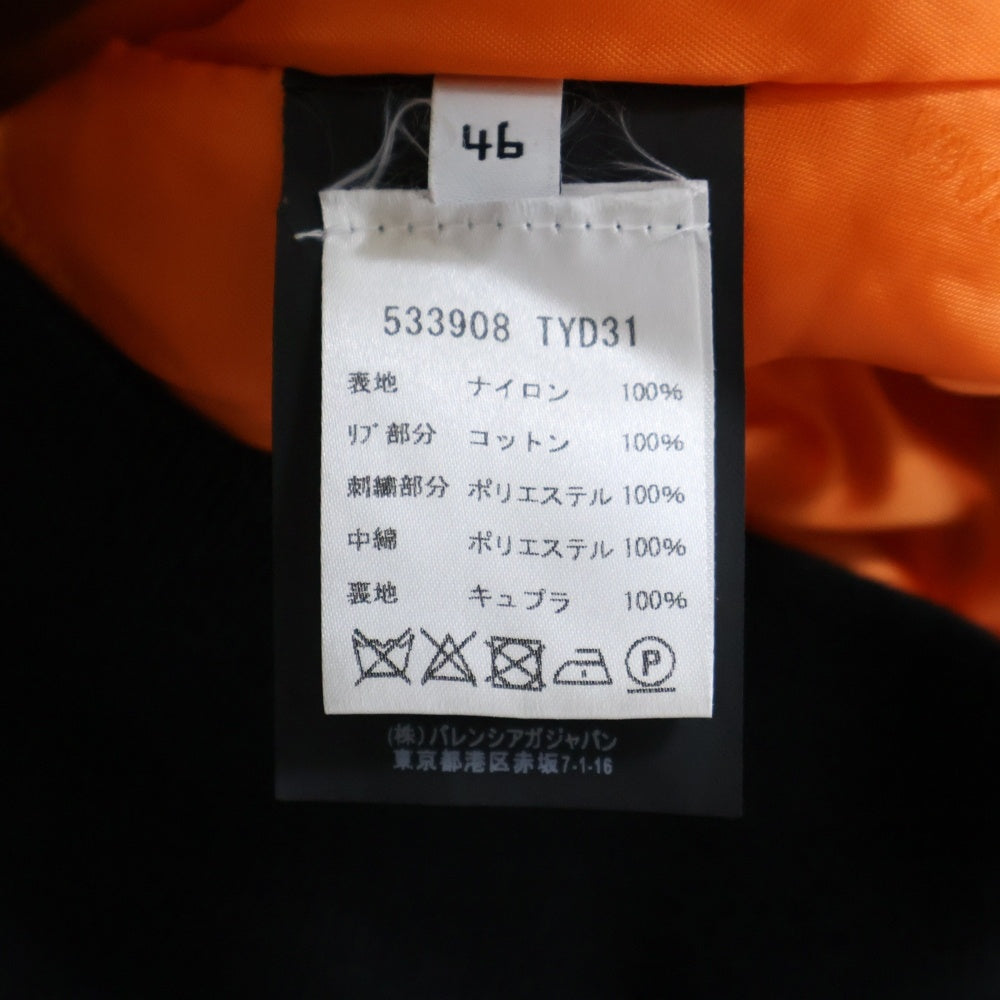 46
533908 TYD31
表地 ナイロン 100%
ﾘﾌﾞ部分 コットン 100%
刺繍部分 ポリエステル 100%
中綿 ポリエステル 100%
裏地 キュプラ 100%
P
(株)バレンシアガジャパン
東京都港区赤坂7-1-16